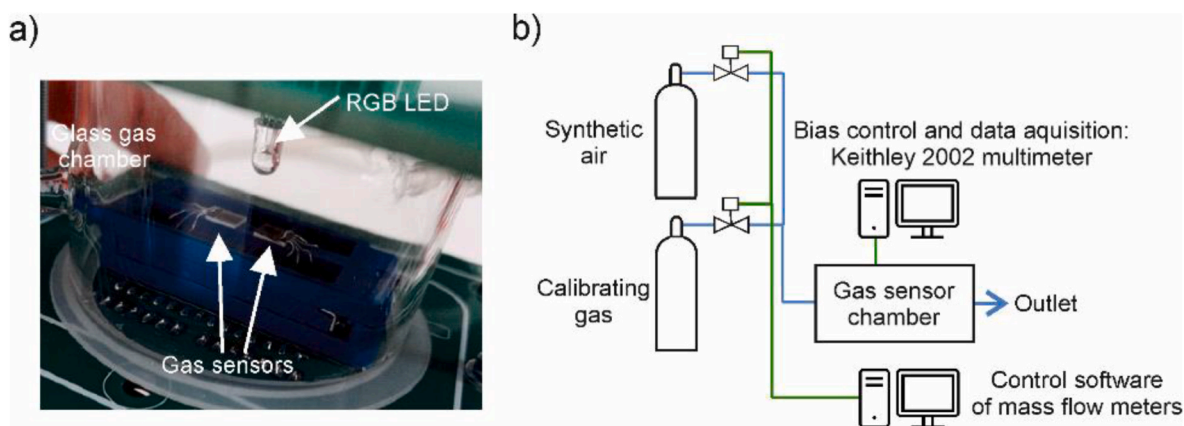 a)
RGB LED
Glass gas
chamber
Gas sensors
b)
Synthetic
air
Bias control and data aquisition:
Keithley 2002 multimeter
Calibrating
gas
Gas sensor
chamber
Outlet
Control software
of mass flow meters